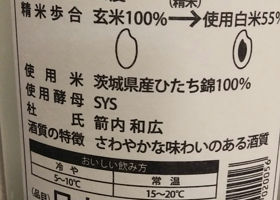 (精米)
精米歩合 玄米100%→使用白米55%
使用米 茨城県産ひたち錦100%
使用酵母 SYS
杜氏 箭内和広
酒質の特徴 さわやかな味わいのある酒質
おいしい飲み方
冷や 常温
5〜10℃ 15〜20℃
(品目)